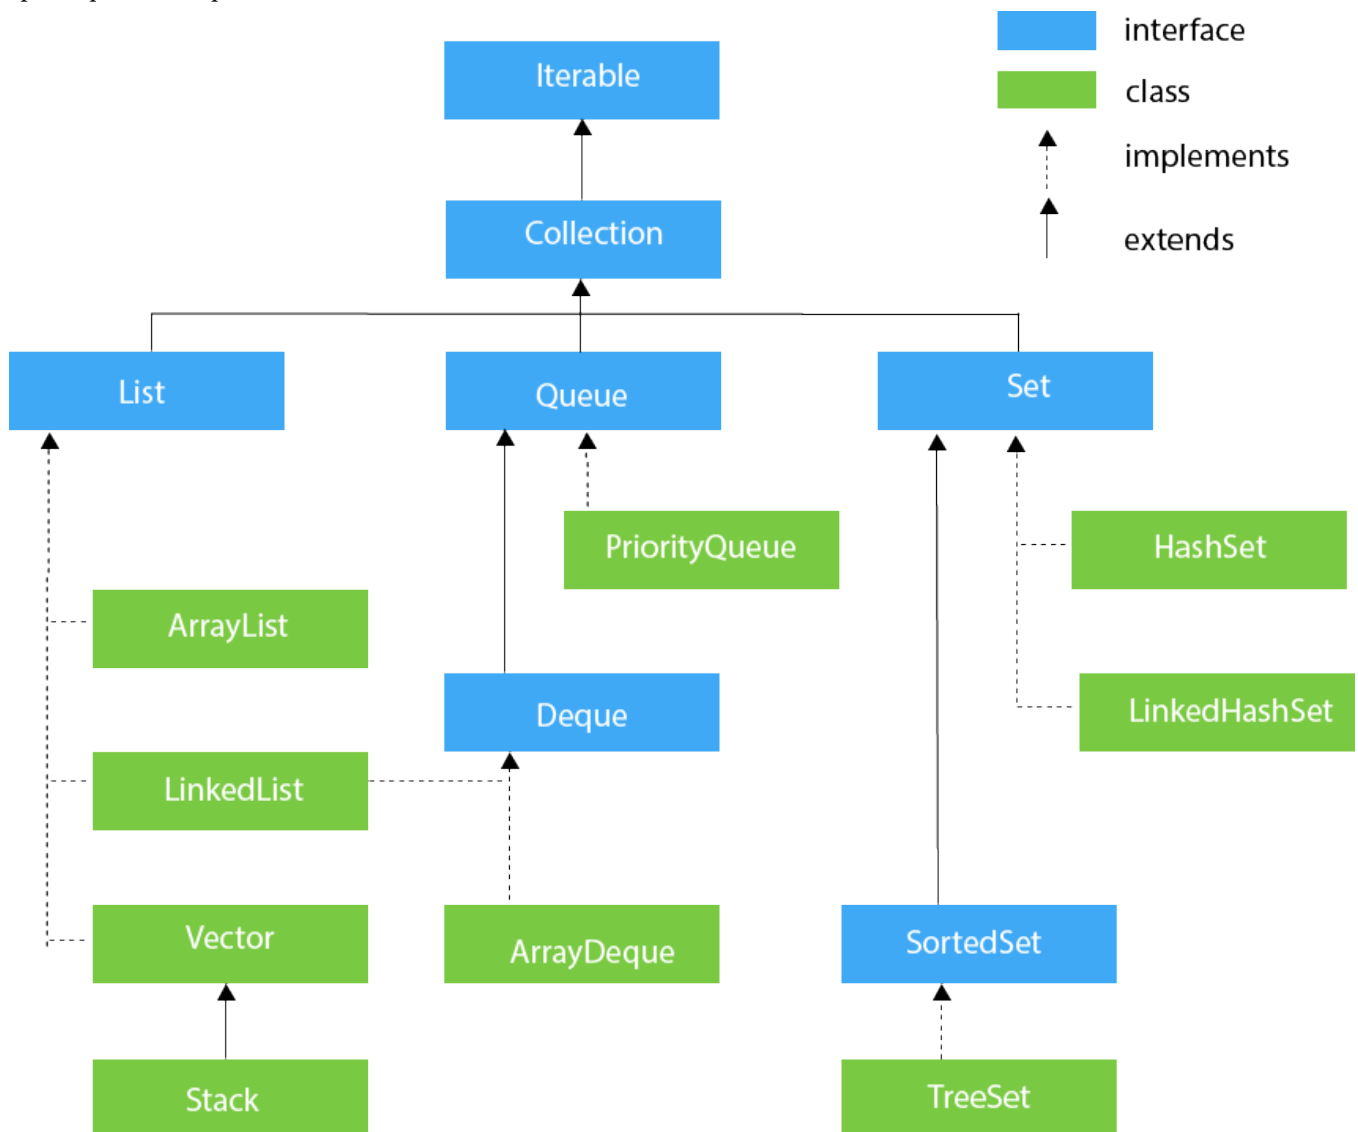 interface
Iterable
class
implements
Collection
extends
List
Queue
Set
PriorityQueue
HashSet
ArrayList
Deque
LinkedHashSet
LinkedList
Vector
ArrayDeque
SortedSet
Stack
TreeSet